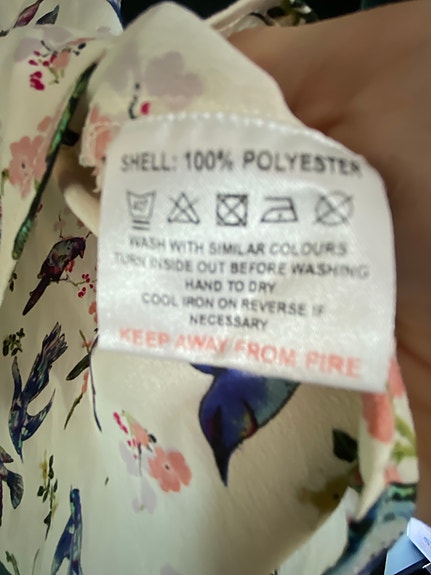 SHELL: 100% POLYESTER
WASH WITH SIMILAR COLOURS
TURN INSIDE OUT BEFORE WASHING
HAND TO DRY
COOL IRON ON REVERSE IF
NECESSARY
KEEP AWAY FROM FIRE